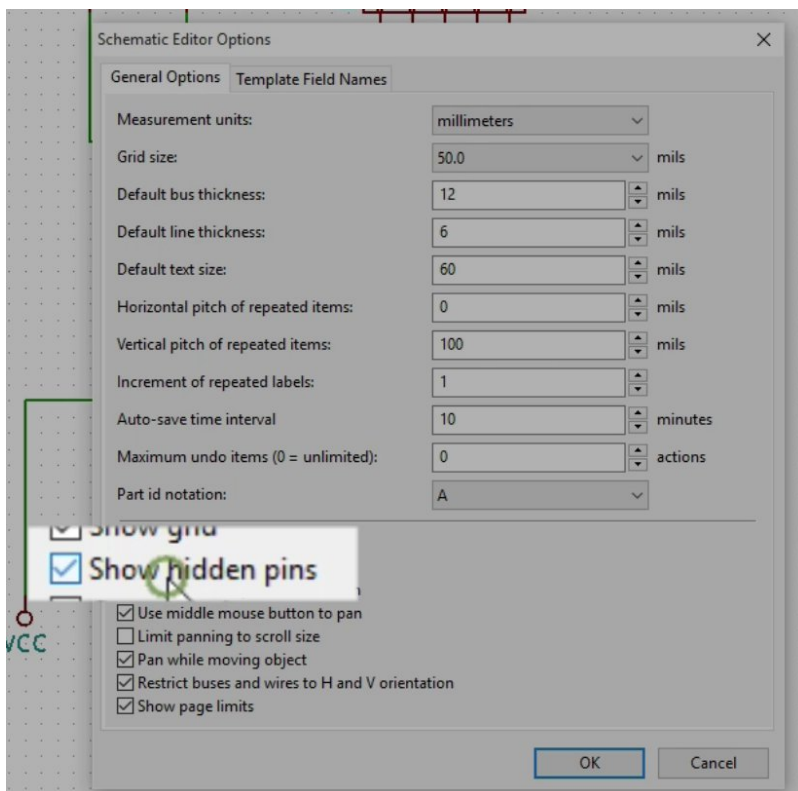 Schematic Editor Options
General Options Template Field Names
Measurement units: millimeters
Grid size: 50.0 mils
Default bus thickness: 12 mils
Default line thickness: 6 mils
Default text size: 60 mils
Horizontal pitch of repeated items: 0 mils
Vertical pitch of repeated items: 100 mils
Increment of repeated labels: 1
Auto-save time interval 10 minutes
Maximum undo items (0 = unlimited): 0 actions
Part id notation: A
Show grid
Show hidden pins
Use middle mouse button to pan
VCC
Limit panning to scroll size
Pan while moving object
Restrict buses and wires to H and V orientation
Show page limits
OK Cancel